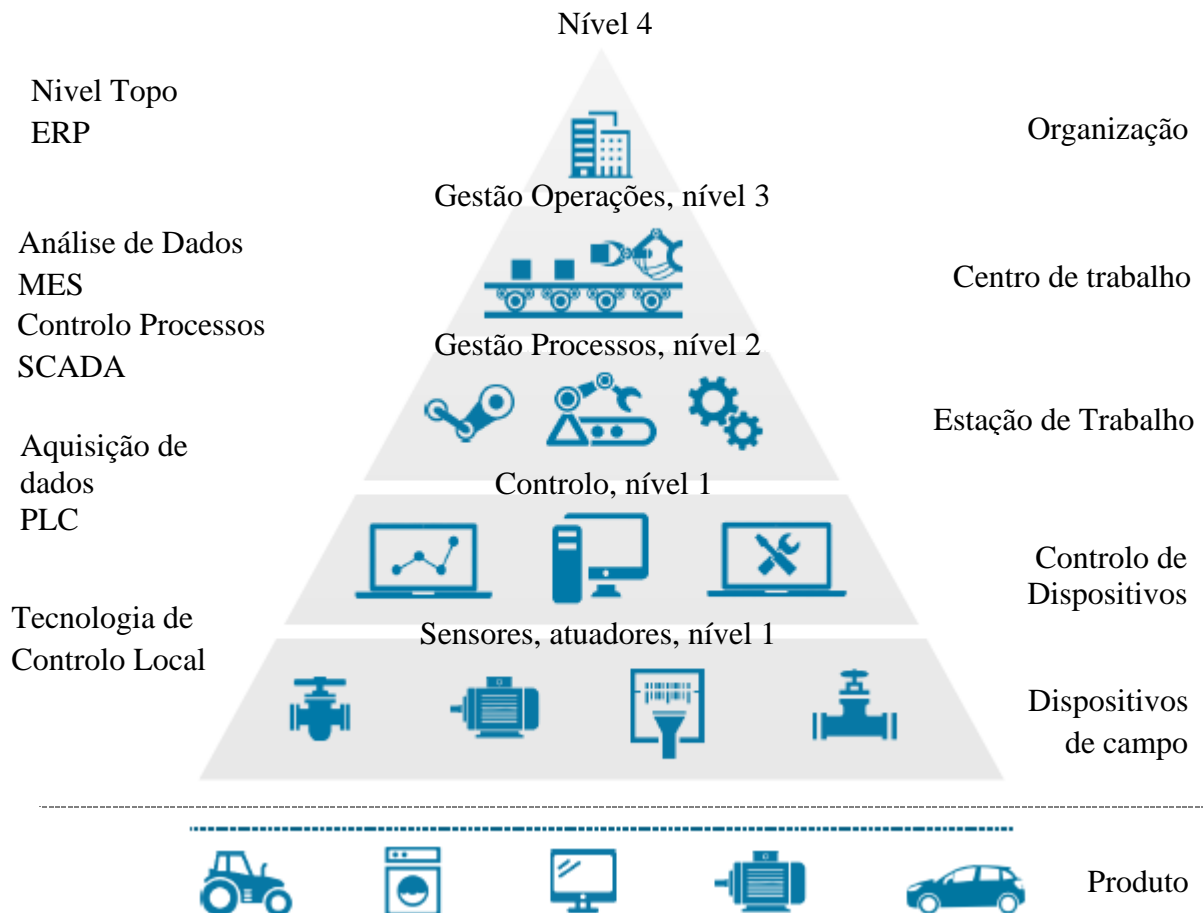 Nível 4
Nivel Topo
ERP
Organização
Gestão Operações, nível 3
Análise de Dados
MES
Controlo Processos
SCADA
Centro de trabalho
Gestão Processos, nível 2
Estação de Trabalho
Aquisição de
dados
PLC
Controlo, nível 1
Controlo de
Dispositivos
Tecnologia de
Controlo Local
Sensores, atuadores, nível 1
Dispositivos
de campo
Produto